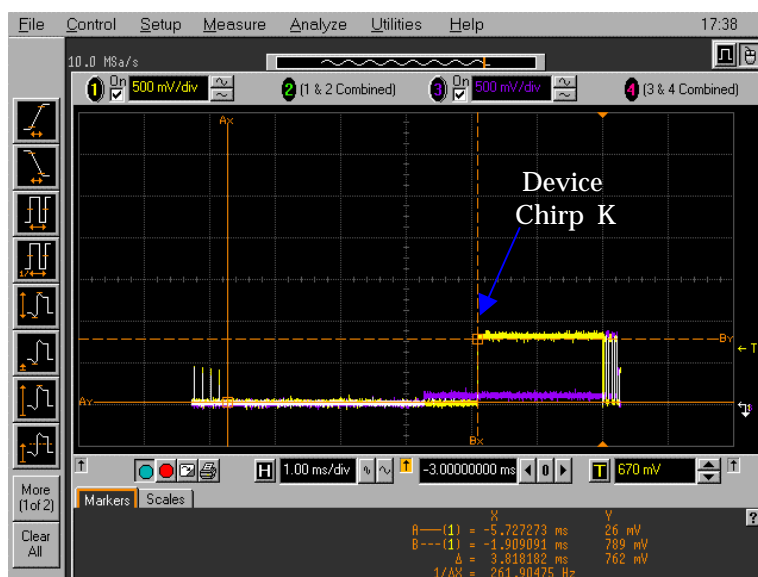 File Control Setup Measure Analyze Utilities Help 17:38
10.0 MSa/s
1 On 500 mV/div 2 (1 & 2 Combined) 3 On 500 mV/div 4 (3 & 4 Combined)
Ax
Device
Chirp K
By
T
Ay
Bx
H 1.00 ms/div -3.00000000 ms 0 T 670 mV
More
(1of 2)
Clear
All
Markers Scales
?
X Y
A——(1) = -5.727273 ms 26 mV
B---(1) = -1.909091 ms 789 mV
Δ = 3.818182 ms 762 mV
1/ΔX = 261.90475 Hz